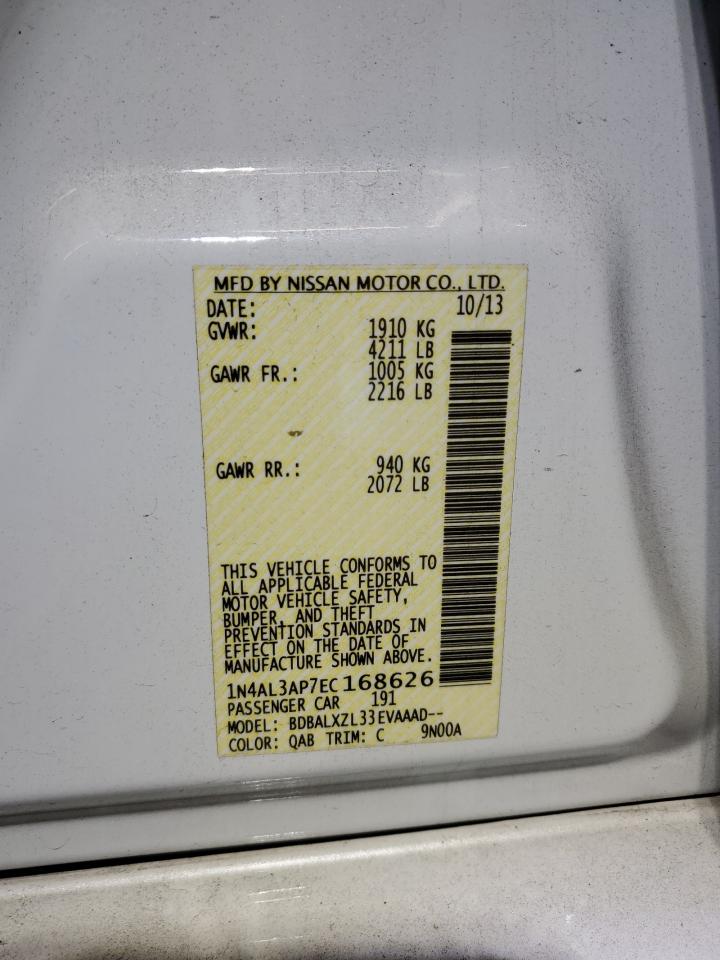 MFD BY NISSAN MOTOR CO., LTD.
DATE: 10/13
GVWR: 1910 KG
4211 LB
GAWR FR.: 1005 KG
2216 LB
GAWR RR.: 940 KG
2072 LB
THIS VEHICLE CONFORMS TO
ALL APPLICABLE FEDERAL
MOTOR VEHICLE SAFETY,
BUMPER, AND THEFT
PREVENTION STANDARDS IN
EFFECT ON THE DATE OF
MANUFACTURE SHOWN ABOVE.
1N4AL3AP7EC168626
PASSENGER CAR 191
MODEL: BDBALXZL33EVAAAD--
COLOR: QAB TRIM: C 9N00A